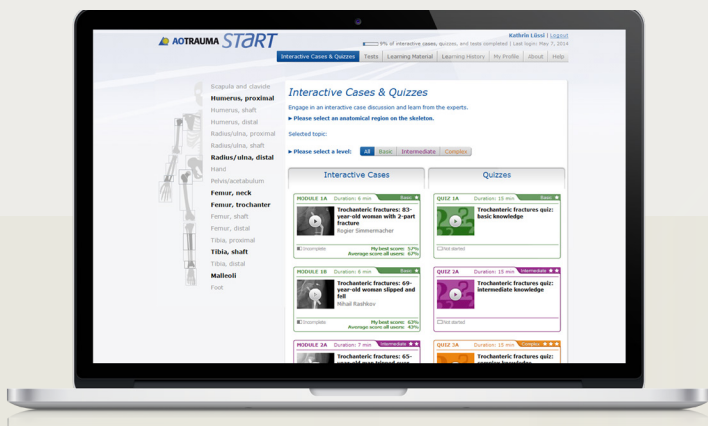 AOTRAUMA START
Kathrin Lüssi | Logout
9% of interactive cases, quizzes, and tests completed | Last login: May 7, 2014
Interactive Cases & Quizzes
Tests
Learning Material
Learning History
My Profile
About
Help
Scapula and clavicle
Humerus, proximal
Humerus, shaft
Humerus, distal
Radius/ulna, proximal
Radius/ulna, shaft
Radius/ulna, distal
Hand
Pelvis/acetabulum
Femur, neck
Femur, trochanter
Femur, shaft
Femur, distal
Tibia, proximal
Tibia, shaft
Tibia, distal
Malleoli
Foot
Interactive Cases & Quizzes
Engage in an interactive case discussion and learn from the experts.
Please select an anatomical region on the skeleton.
Selected topic:
Please select a level:
All
Basic
Intermediate
Complex
Interactive Cases
MODULE 1A Duration: 6 min Basic
Trochanteric fractures: 83-
year-old woman with 2-part
fracture
Rogier Simmermacher
Incomplete
My best score: 57%
Average score all users: 67%
MODULE 1B Duration: 6 min Basic
Trochanteric fractures: 69-
year-old woman slipped and
fell
Mihail Rashkov
Incomplete
My best score: 63%
Average score all users: 43%
MODULE 2A Duration: 7 min Intermediate
Trochanteric fractures: 65-
year-old man tripped over
Quizzes
QUIZ 1A Duration: 15 min Basic
Trochanteric fractures quiz:
basic knowledge
Not started
QUIZ 2A Duration: 15 min Intermediate
Trochanteric fractures quiz:
intermediate knowledge
Not started
QUIZ 3A Duration: 15 min Complex
Trochanteric fractures quiz:
complex knowledge